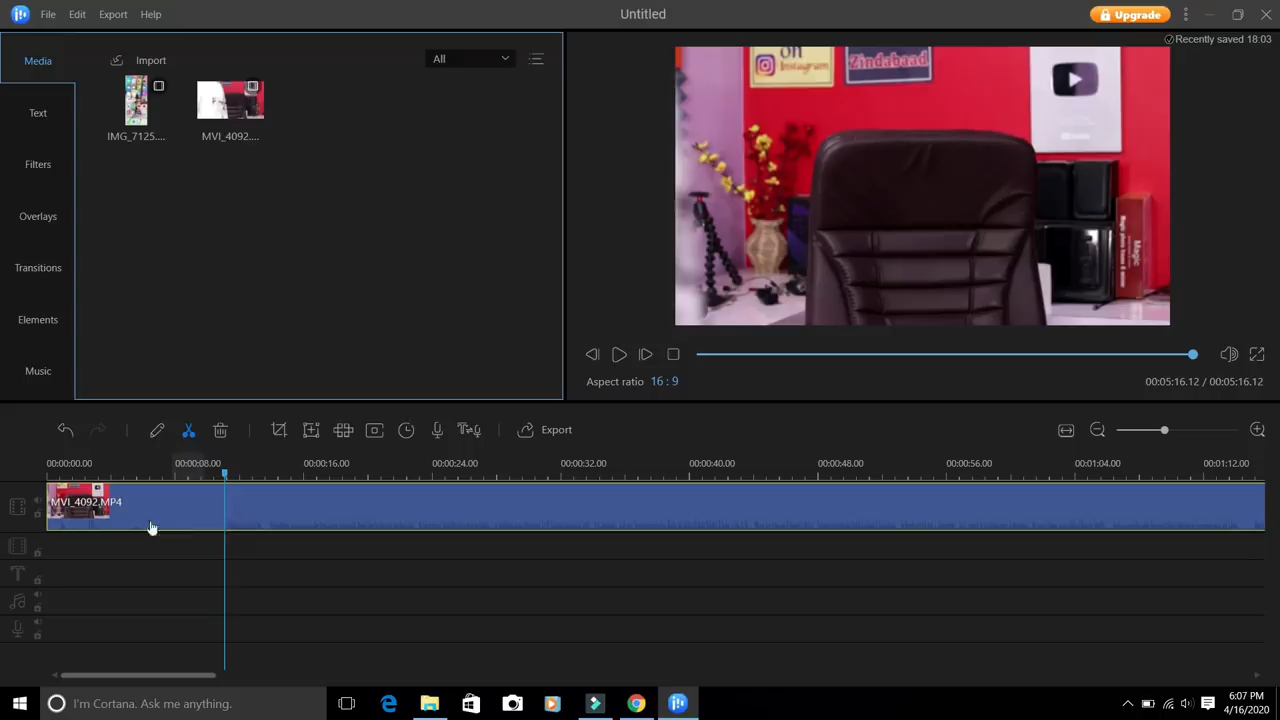 File Edit Export Help Untitled Upgrade
Recently saved 18:03
Media Import All
Text
Filters
Overlays
Transitions
Elements
Music
IMG_7125.... MVI_4092....
on
Instagram
Zindabaad
Magic
Aspect ratio 16 : 9 00:05:16.12 / 00:05:16.12
Export
00:00:00.00 00:00:08.00 00:00:16.00 00:00:24.00 00:00:32.00 00:00:40.00 00:00:48.00 00:00:56.00 00:01:04.00 00:01:12.00
MVI_4092.MP4
I'm Cortana. Ask me anything. 6:07 PM
4/16/2020